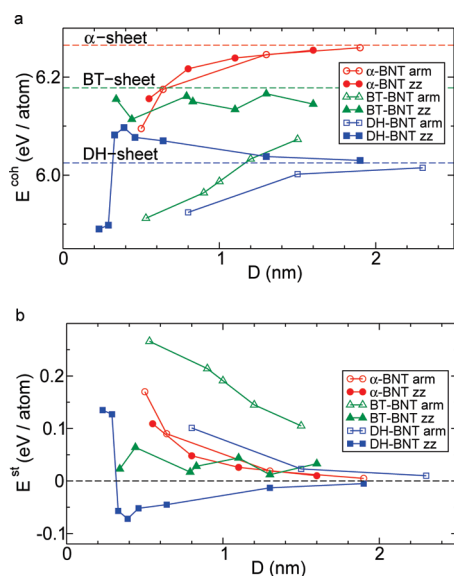 a
α-sheet
BT-sheet
DH-sheet
6.2
6.0
E^coh (eV / atom)
α-BNT arm
α-BNT zz
BT-BNT arm
BT-BNT zz
DH-BNT arm
DH-BNT zz
0 1 2
D (nm)
b
0.2
0.1
0
-0.1
E^st (eV / atom)
α-BNT arm
α-BNT zz
BT-BNT arm
BT-BNT zz
DH-BNT arm
DH-BNT zz
0 1 2
D (nm)